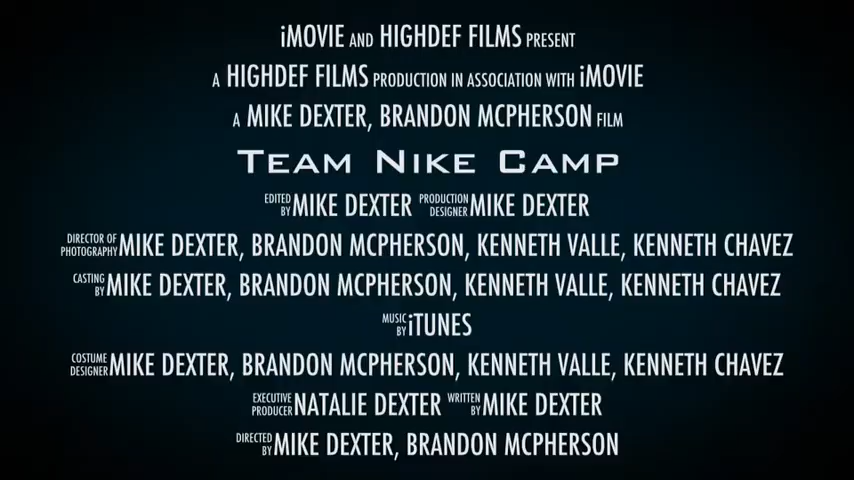 iMOVIE AND HIGHDEF FILMS PRESENT
A HIGHDEF FILMS PRODUCTION IN ASSOCIATION WITH iMOVIE
A MIKE DEXTER, BRANDON MCPHERSON FILM
TEAM NIKE CAMP
EDITED BY MIKE DEXTER PRODUCTION DESIGNER MIKE DEXTER
DIRECTOR OF PHOTOGRAPHY MIKE DEXTER, BRANDON MCPHERSON, KENNETH VALLE, KENNETH CHAVEZ
CASTING BY MIKE DEXTER, BRANDON MCPHERSON, KENNETH VALLE, KENNETH CHAVEZ
MUSIC BY iTUNES
COSTUME DESIGNER MIKE DEXTER, BRANDON MCPHERSON, KENNETH VALLE, KENNETH CHAVEZ
EXECUTIVE PRODUCER NATALIE DEXTER WRITTEN BY MIKE DEXTER
DIRECTED BY MIKE DEXTER, BRANDON MCPHERSON